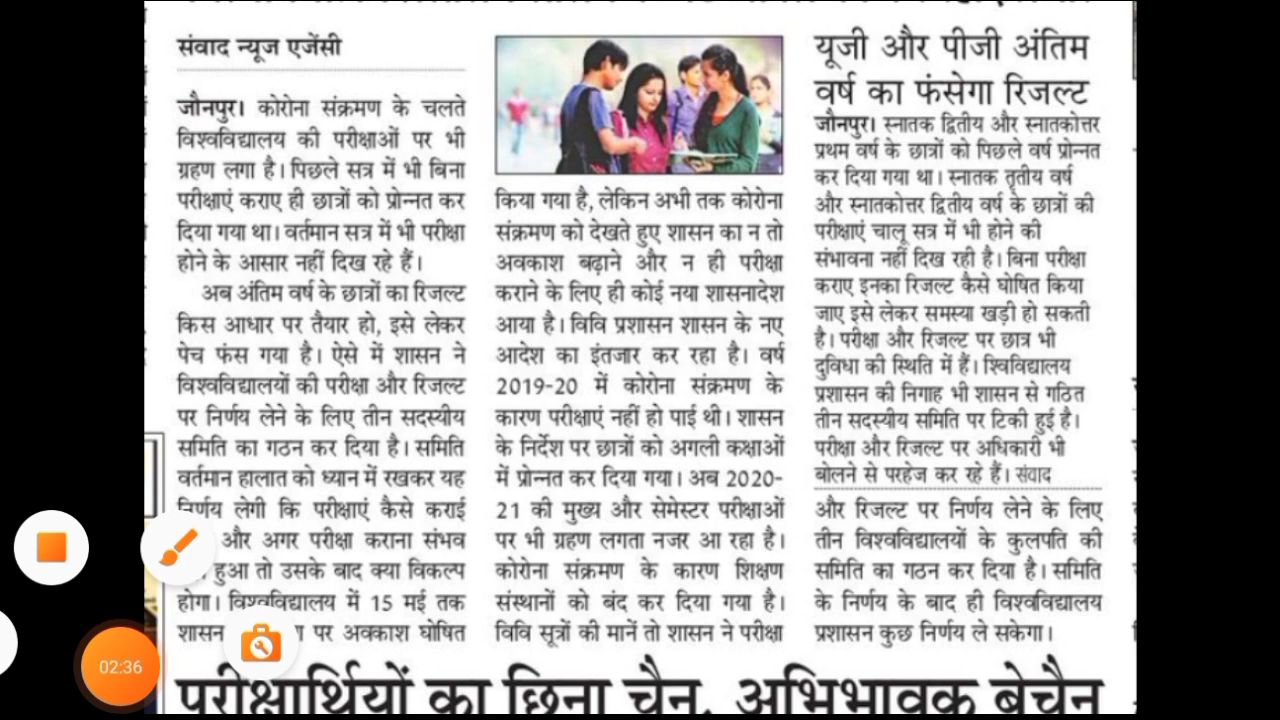 संवाद न्यूज एजेंसी
जौनपुर। कोरोना संक्रमण के चलते
विश्वविद्यालय की परीक्षाओं पर भी
ग्रहण लगा है। पिछले सत्र में भी बिना
परीक्षाएं कराए ही छात्रों को प्रोन्नत कर
दिया गया था। वर्तमान सत्र में भी परीक्षा
होने के आसार नहीं दिख रहे हैं।
अब अंतिम वर्ष के छात्रों का रिजल्ट
किस आधार पर तैयार हो, इसे लेकर
पेच फंस गया है। ऐसे में शासन ने
विश्वविद्यालयों की परीक्षा और रिजल्ट
पर निर्णय लेने के लिए तीन सदस्यीय
समिति का गठन कर दिया है। समिति
वर्तमान हालात को ध्यान में रखकर यह
निर्णय लेगी कि परीक्षाएं कैसे कराई
और अगर परीक्षा कराना संभव
हुआ तो उसके बाद क्या विकल्प
होगा। विश्वविद्यालय में 15 मई तक
शासन पर अवकाश घोषित
किया गया है, लेकिन अभी तक कोरोना
संक्रमण को देखते हुए शासन का न तो
अवकाश बढ़ाने और न ही परीक्षा
कराने के लिए ही कोई नया शासनादेश
आया है। विवि प्रशासन शासन के नए
आदेश का इंतजार कर रहा है। वर्ष
2019-20 में कोरोना संक्रमण के
कारण परीक्षाएं नहीं हो पाई थी। शासन
के निर्देश पर छात्रों को अगली कक्षाओं
में प्रोन्नत कर दिया गया। अब 2020-
21 की मुख्य और सेमेस्टर परीक्षाओं
पर भी ग्रहण लगता नजर आ रहा है।
कोरोना संक्रमण के कारण शिक्षण
संस्थानों को बंद कर दिया गया है।
विवि सूत्रों की मानें तो शासन ने परीक्षा
यूजी और पीजी अंतिम
वर्ष का फंसेगा रिजल्ट
जौनपुर। स्नातक द्वितीय और स्नातकोत्तर
प्रथम वर्ष के छात्रों को पिछले वर्ष प्रोन्नत
कर दिया गया था। स्नातक तृतीय वर्ष
और स्नातकोत्तर द्वितीय वर्ष के छात्रों की
परीक्षाएं चालू सत्र में भी होने की
संभावना नहीं दिख रही है। बिना परीक्षा
कराए इनका रिजल्ट कैसे घोषित किया
जाए इसे लेकर समस्या खड़ी हो सकती
है। परीक्षा और रिजल्ट पर छात्र भी
दुविधा की स्थिति में हैं। श्विविद्यालय
प्रशासन की निगाह भी शासन से गठित
तीन सदस्यीय समिति पर टिकी हुई है।
परीक्षा और रिजल्ट पर अधिकारी भी
बोलने से परहेज कर रहे हैं। संवाद
और रिजल्ट पर निर्णय लेने के लिए
तीन विश्वविद्यालयों के कुलपति की
समिति का गठन कर दिया है। समिति
के निर्णय के बाद ही विश्वविद्यालय
प्रशासन कुछ निर्णय ले सकेगा।
परीक्षार्थियों का छिना चैन, अभिभावक बेचैन
02:36